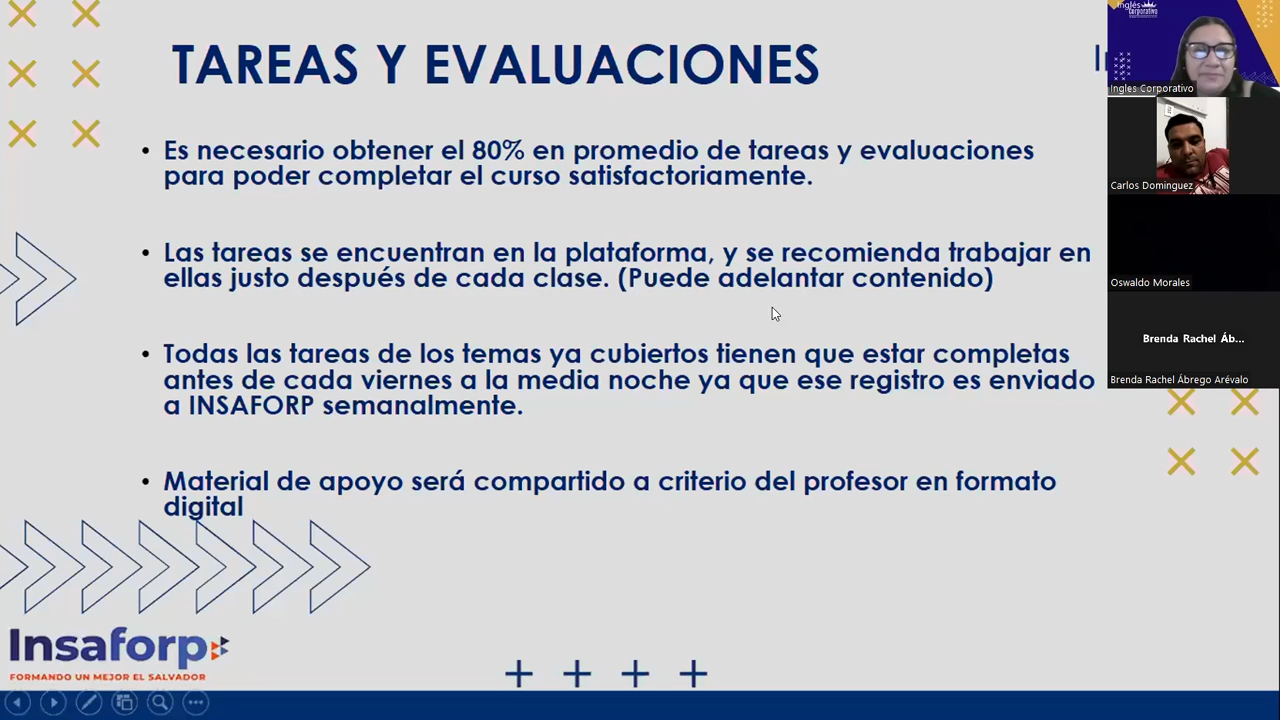 TAREAS Y EVALUACIONES
• Es necesario obtener el 80% en promedio de tareas y evaluaciones
para poder completar el curso satisfactoriamente.
• Las tareas se encuentran en la plataforma, y se recomienda trabajar en
ellas justo después de cada clase. (Puede adelantar contenido)
• Todas las tareas de los temas ya cubiertos tienen que estar completas
antes de cada viernes a la media noche ya que ese registro es enviado
a INSAFORP semanalmente.
• Material de apoyo será compartido a criterio del profesor en formato
digital
Insaforp
FORMANDO UN MEJOR EL SALVADOR
Inglés
Corporativo
Ingles Corporativo
Carlos Dominguez
Oswaldo Morales
Brenda Rachel Áb...
Brenda Rachel Ábrego Arévalo